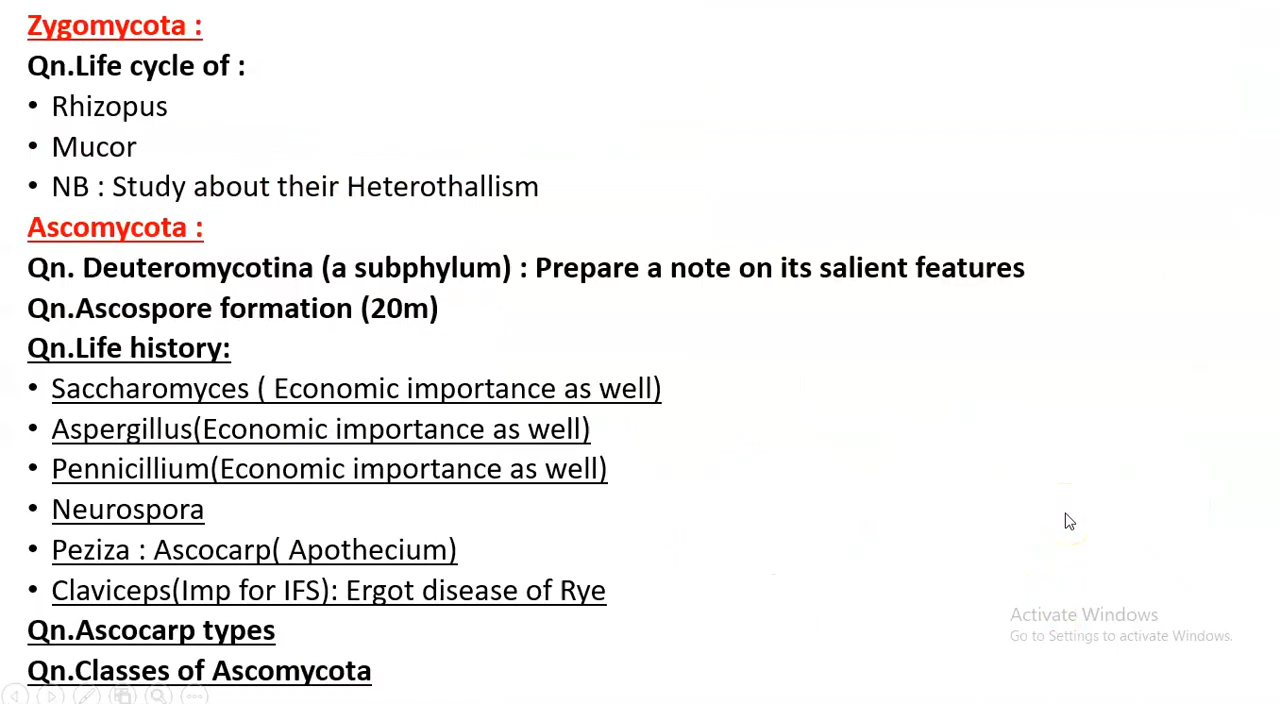 Zygomycota :
Qn.Life cycle of :
• Rhizopus
• Mucor
• NB : Study about their Heterothallism
Ascomycota :
Qn. Deuteromycotina (a subphylum) : Prepare a note on its salient features
Qn.Ascospore formation (20m)
Qn.Life history:
• Saccharomyces ( Economic importance as well)
• Aspergillus(Economic importance as well)
• Pennicillium(Economic importance as well)
• Neurospora
• Peziza : Ascocarp( Apothecium)
• Claviceps(Imp for IFS): Ergot disease of Rye
Qn.Ascocarp types
Qn.Classes of Ascomycota
Activate Windows
Go to Settings to activate Windows.